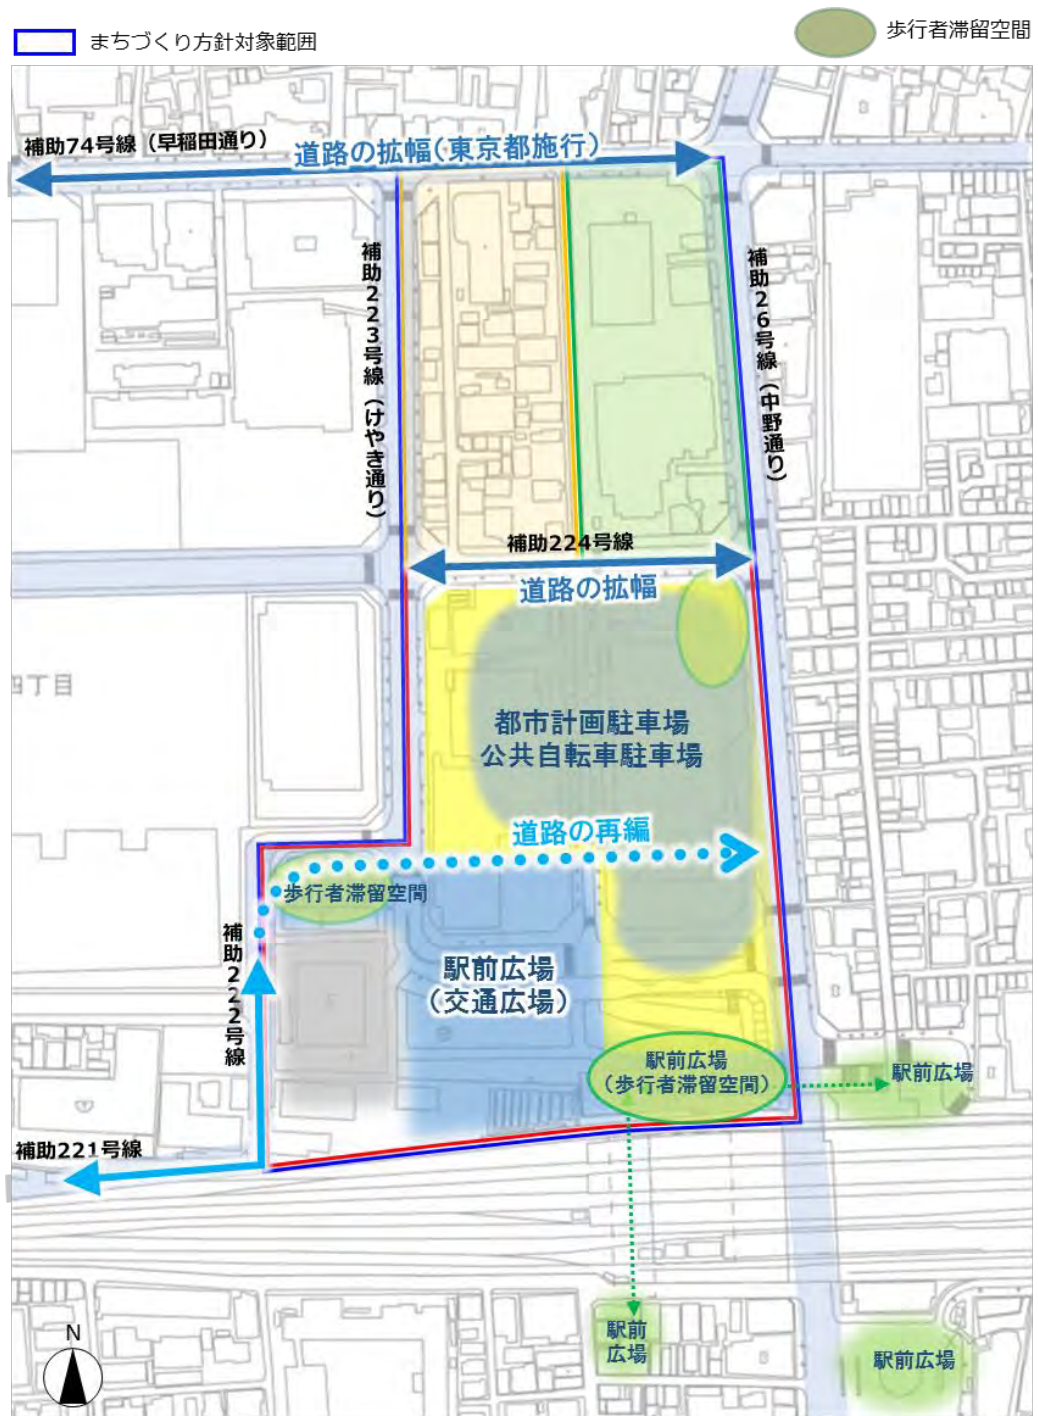 まちづくり方針対象範囲
歩行者滞留空間
補助74号線（早稲田通り）
道路の拡幅（東京都施行）
補助223号線（けやき通り）
補助26号線（中野通り）
補助224号線
道路の拡幅
四丁目
都市計画駐車場
公共自転車駐車場
道路の再編
歩行者滞留空間
補助222号線
駅前広場
（交通広場）
駅前広場
（歩行者滞留空間）
駅前広場
補助221号線
駅前
広場
駅前広場
N